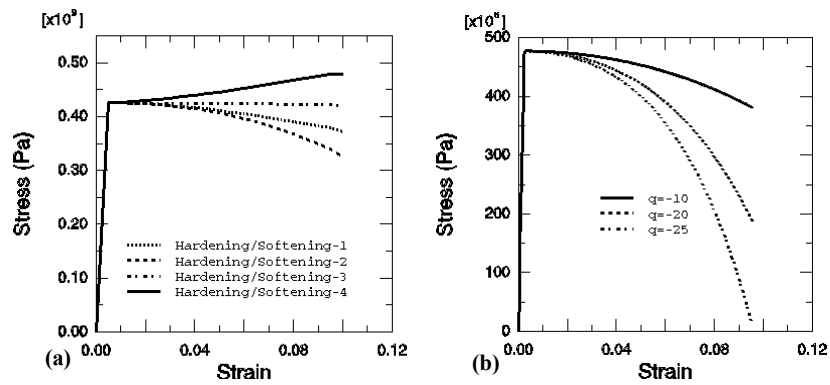 [x10⁹]
0.50
0.40
0.30
0.20
0.10
0.00
Stress (Pa)
Hardening/Softening-1
Hardening/Softening-2
Hardening/Softening-3
Hardening/Softening-4
0.00
0.04
0.08
0.12
Strain
(a)
[x10⁶]
500
400
300
200
100
0
Stress (Pa)
q=-10
q=-20
q=-25
0.00
0.04
0.08
0.12
Strain
(b)